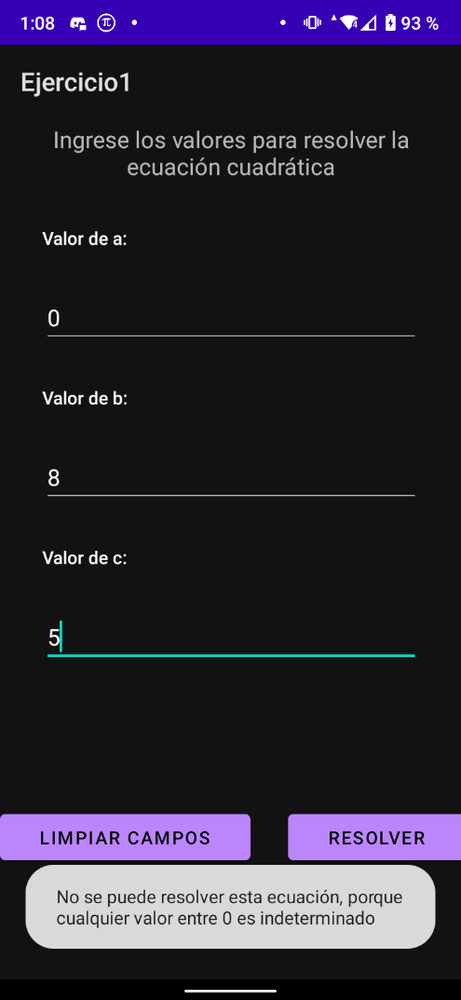 1:08
93 %
Ejercicio1
Ingrese los valores para resolver la
ecuación cuadrática
Valor de a:
0
Valor de b:
8
Valor de c:
5
LIMPIAR CAMPOS
RESOLVER
No se puede resolver esta ecuación, porque
cualquier valor entre 0 es indeterminado